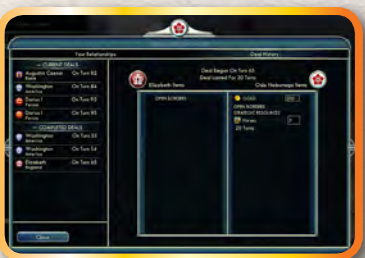 Your Relationships
Deal History
CURRENT DEALS
Augustus Caesar On Turn 82
Rome
Washington On Turn 84
America
Darius I On Turn 95
Persia
Darius I On Turn 95
Persia
COMPLETED DEALS
Washington On Turn 53
America
Washington On Turn 54
America
Elizabeth On Turn 65
England
Deal Began On Turn 65
Deal Lasted For 30 Turns
Elizabeth Items
Oda Nobunaga Items
OPEN BORDERS
GOLD
OPEN BORDERS
STRATEGIC RESOURCES
Horses
30 Turns
Close